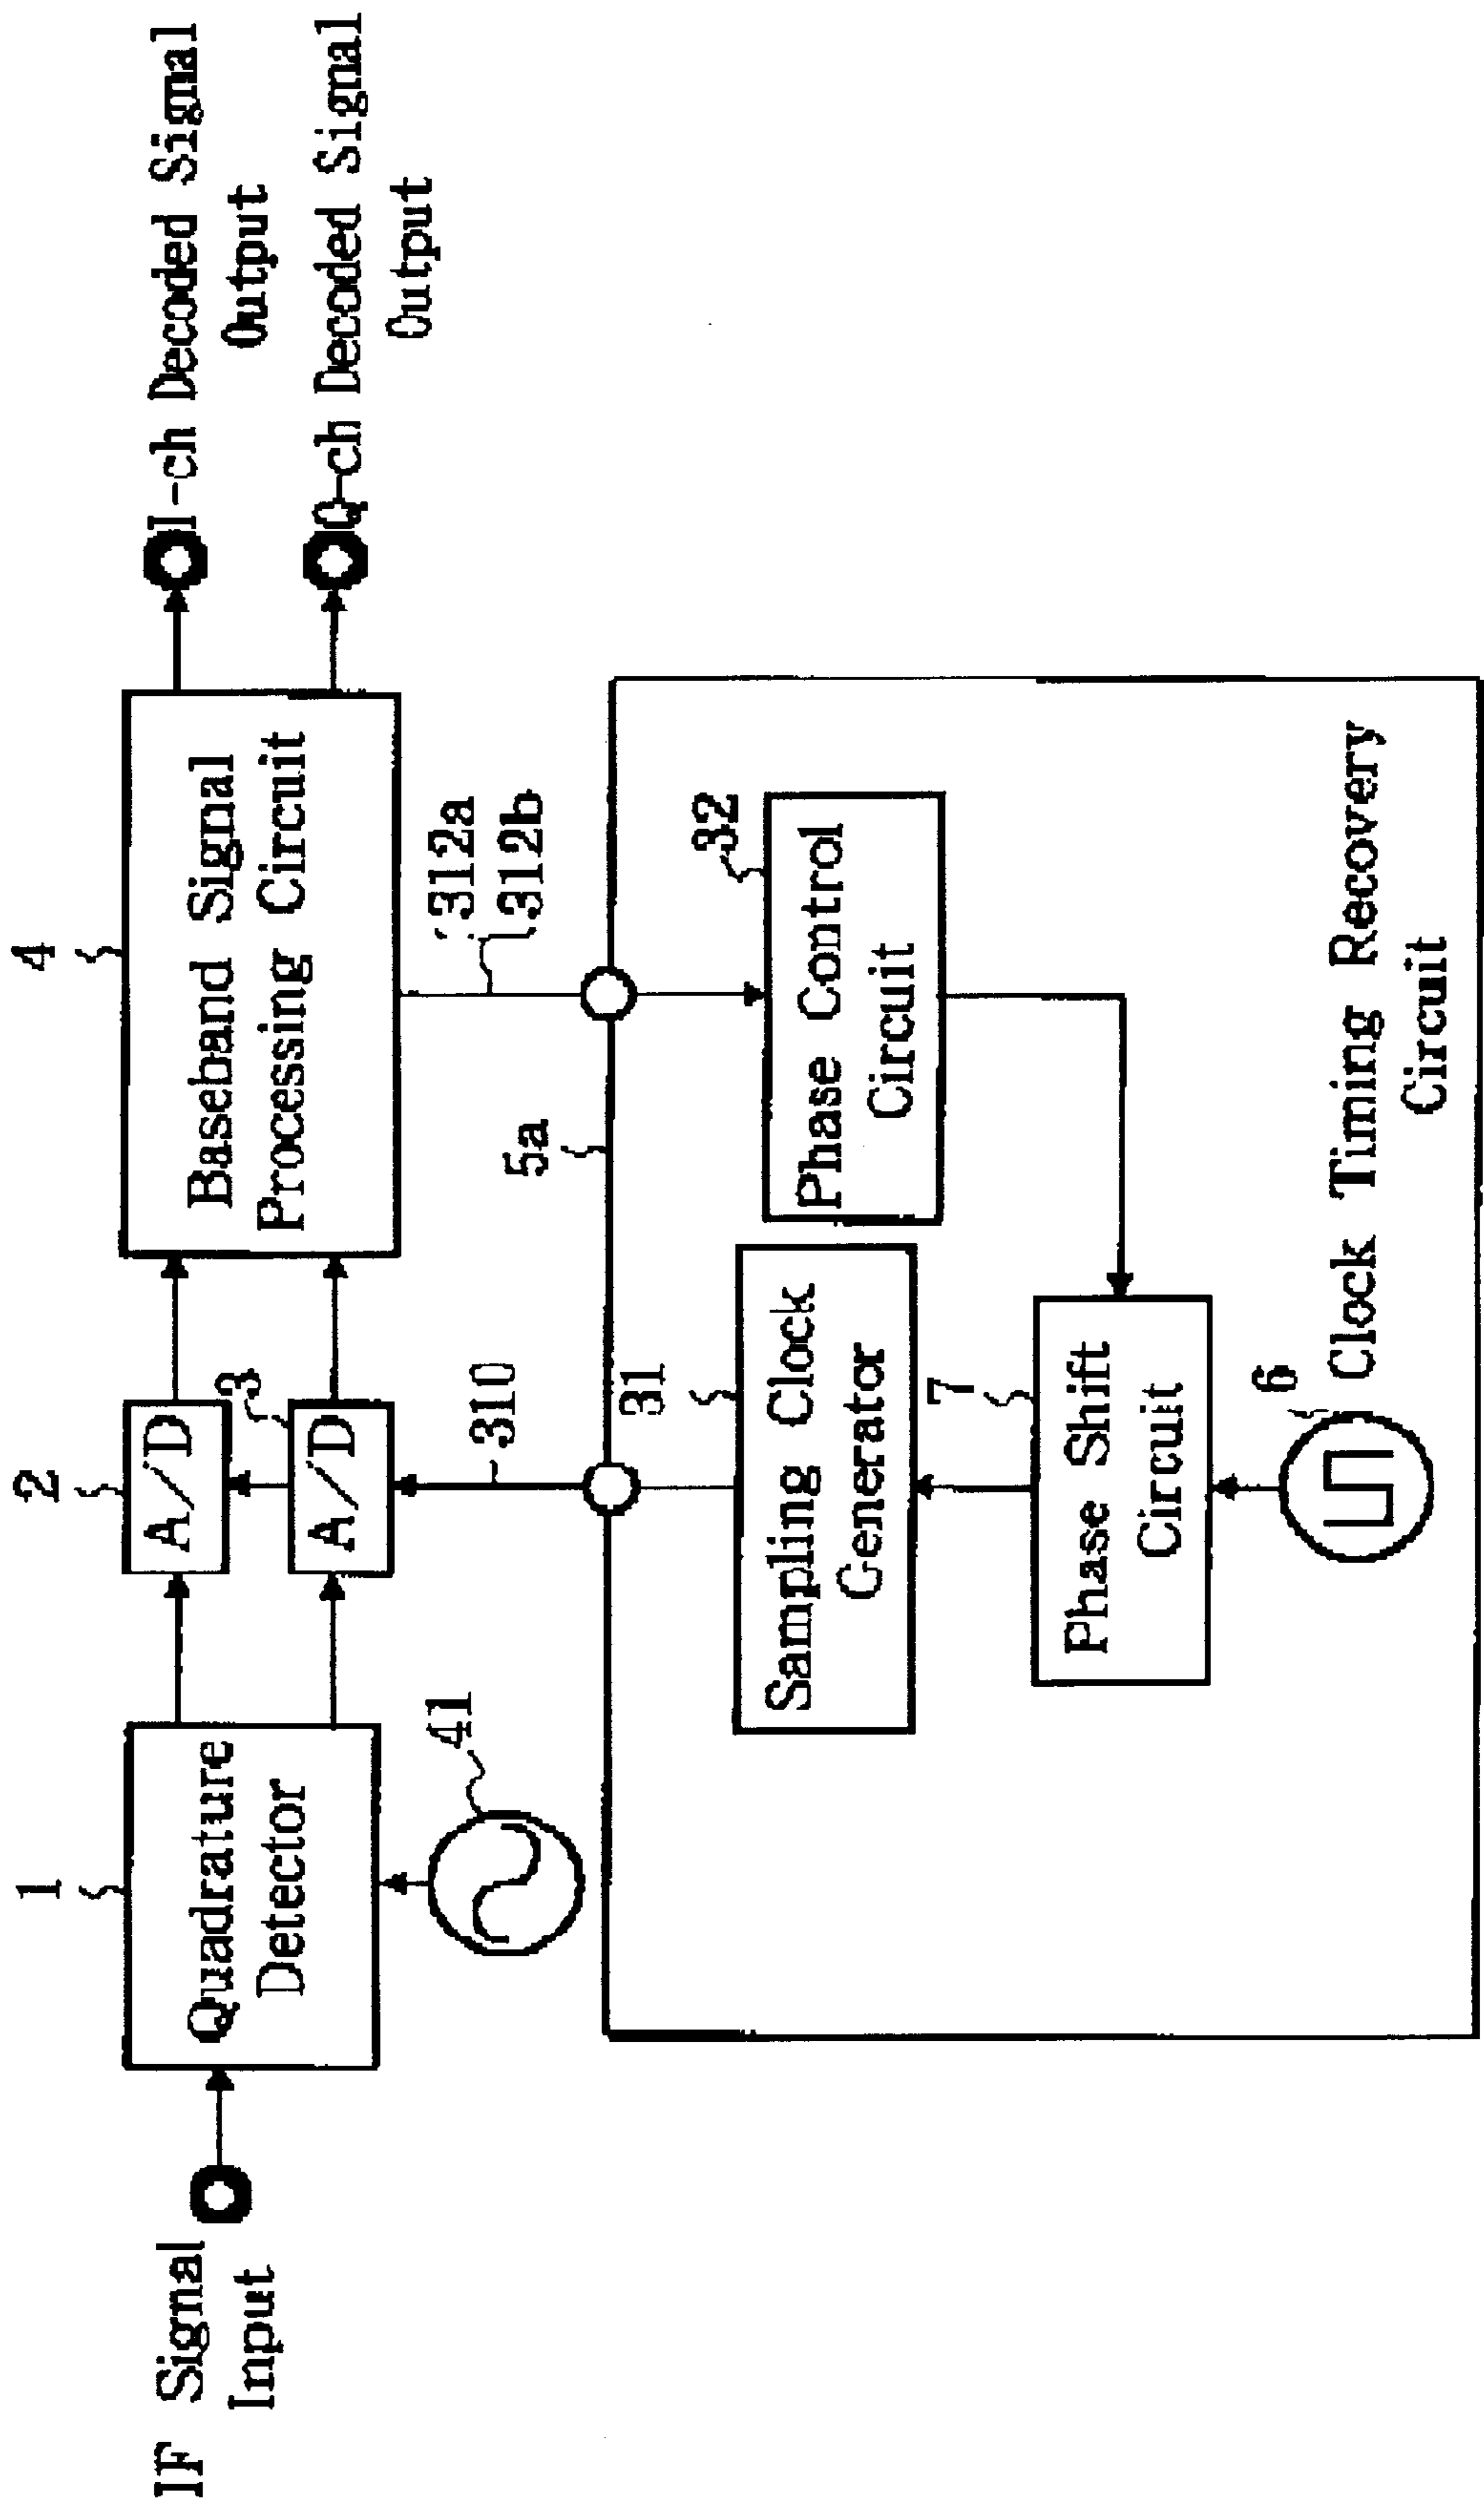 1
2
4
IF Signal
Input
Quadrature
Detector
A/D
3
A/D
Baseband Signal
Processing Circuit
I-ch Decoded Signal
Output
Q-ch Decoded Signal
Output
41
310
312a
312b
5a
31
32
Sampling Clock
Generator
Phase Control
Circuit
7
Phase Shift
Circuit
6
Clock Timing Recovery
Circuit